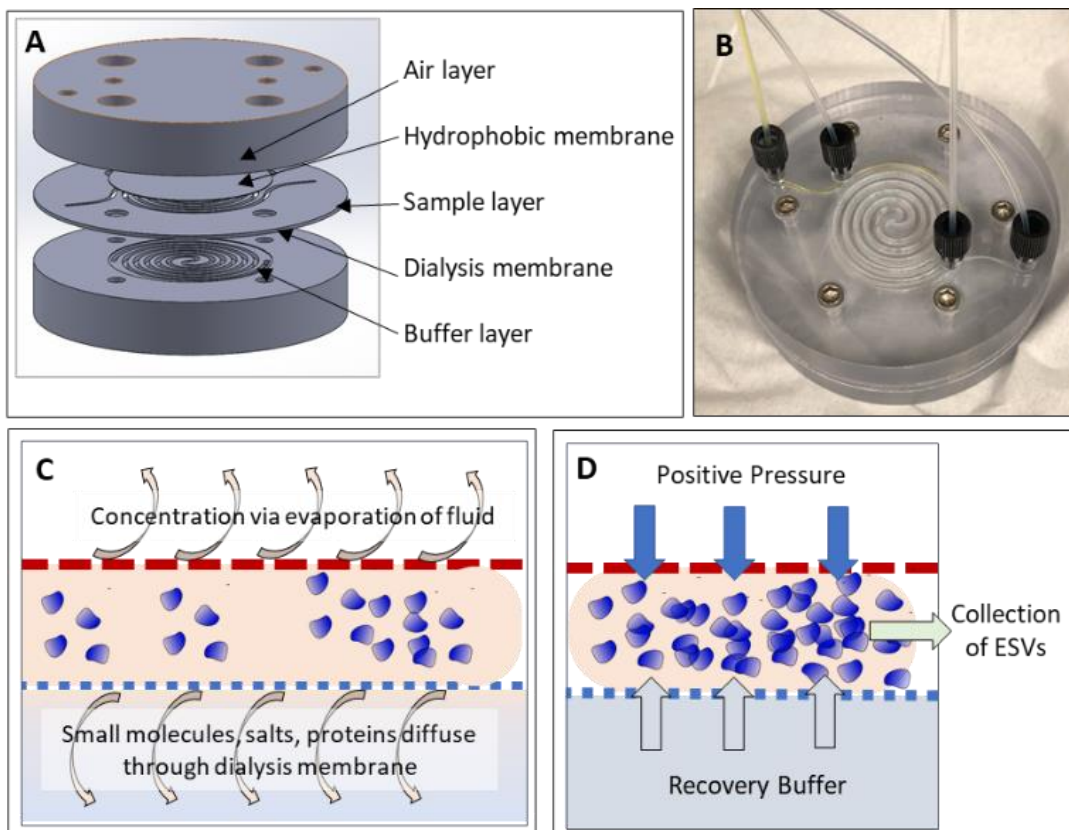 A
Air layer
Hydrophobic membrane
Sample layer
Dialysis membrane
Buffer layer
B
C
Concentration via evaporation of fluid
Small molecules, salts, proteins diffuse
through dialysis membrane
D
Positive Pressure
Collection
of ESVs
Recovery Buffer